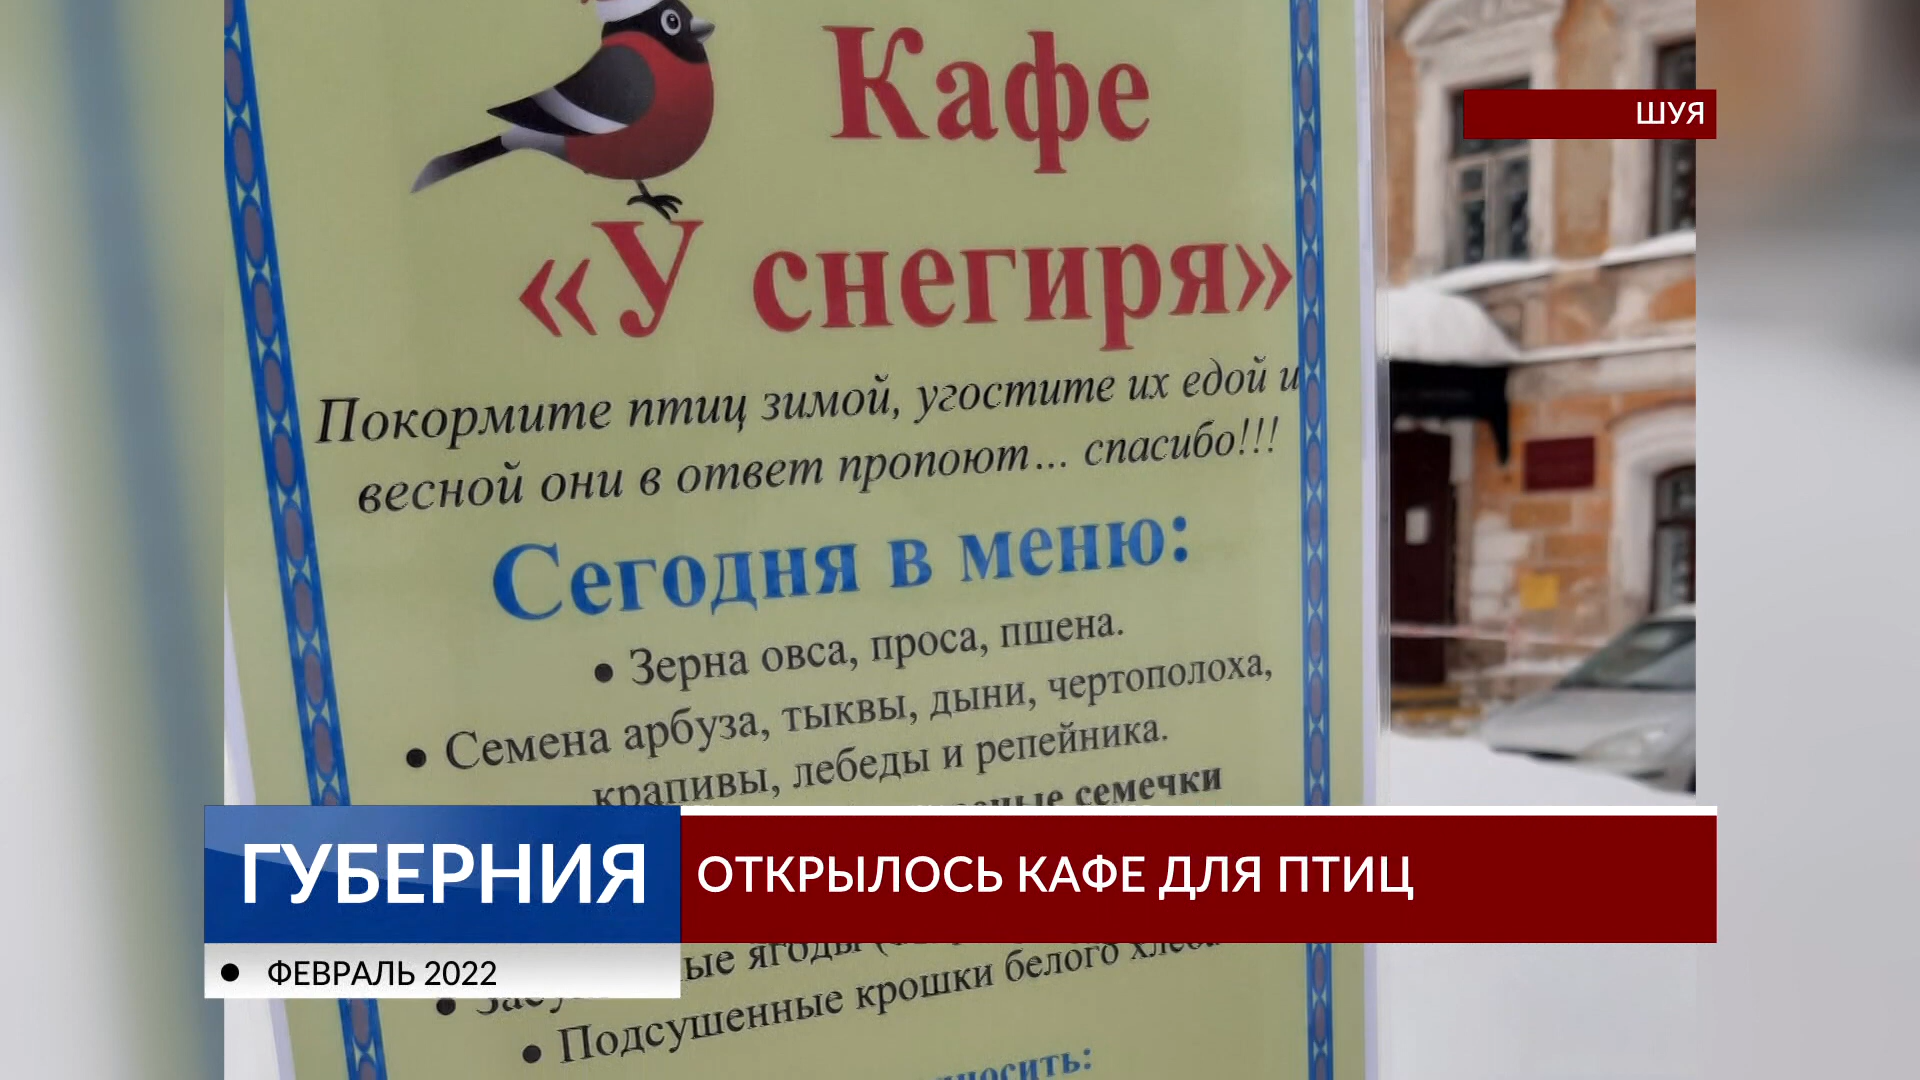 Кафе
«У снегиря»
ШУЯ
Покормите птиц зимой, угостите их едой и
весной они в ответ пропоют... спасибо!!!
Сегодня в меню:
• Зерна овса, проса, пшена.
• Семена арбуза, тыквы, дыни, чертополоха,
крапивы, лебеды и репейника.
семечки
ГУБЕРНИЯ
ОТКРЫЛОСЬ КАФЕ ДЛЯ ПТИЦ
ягоды
• ФЕВРАЛЬ 2022
• Подсушенные крошки белого хлеба